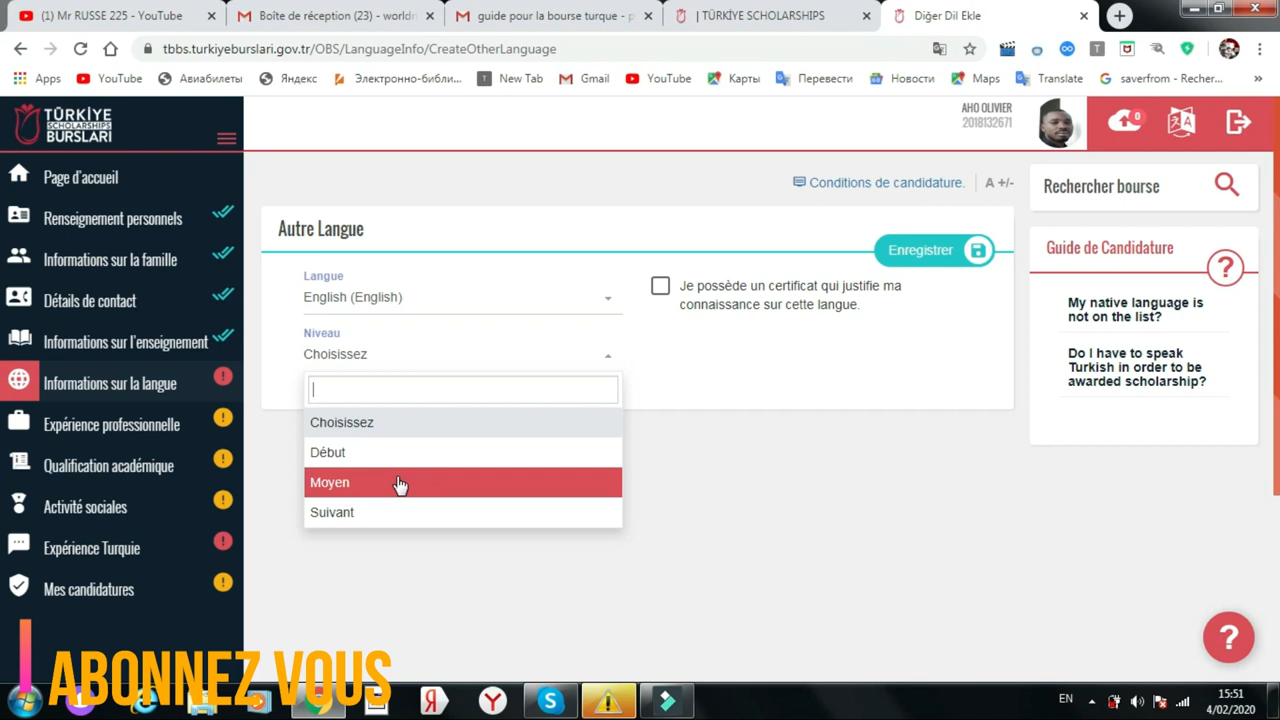 (1) Mr RUSSE 225 - YouTube
Boîte de réception (23) - worldn
guide pour la bourse turque - p
| TÜRKİYE SCHOLARSHIPS
Diğer Dil Ekle
tbbs.turkiyeburslari.gov.tr/OBS/LanguageInfo/CreateOtherLanguage
Apps
YouTube
Авиабилеты
Яндекс
Электронно-библи...
New Tab
Gmail
YouTube
Карты
Перевести
Новости
Maps
Translate
saverfrom - Recher...
»
TÜRKİYE
SCHOLARSHIPS
BURSLARI
AHO OLIVIER
2018132671
0
Page d'accueil
Renseignement personnels
Informations sur la famille
Détails de contact
Informations sur l'enseignement
Informations sur la langue
Expérience professionnelle
Qualification académique
Activité sociales
Expérience Turquie
Mes candidatures
Conditions de candidature.
A +/-
Autre Langue
Enregistrer
Langue
English (English)
Je possède un certificat qui justifie ma
connaissance sur cette langue.
Niveau
Choisissez
Choisissez
Début
Moyen
Suivant
Rechercher bourse
Guide de Candidature
?
My native language is
not on the list?
Do I have to speak
Turkish in order to be
awarded scholarship?
?
ABONNEZ VOUS
EN
15:51
4/02/2020